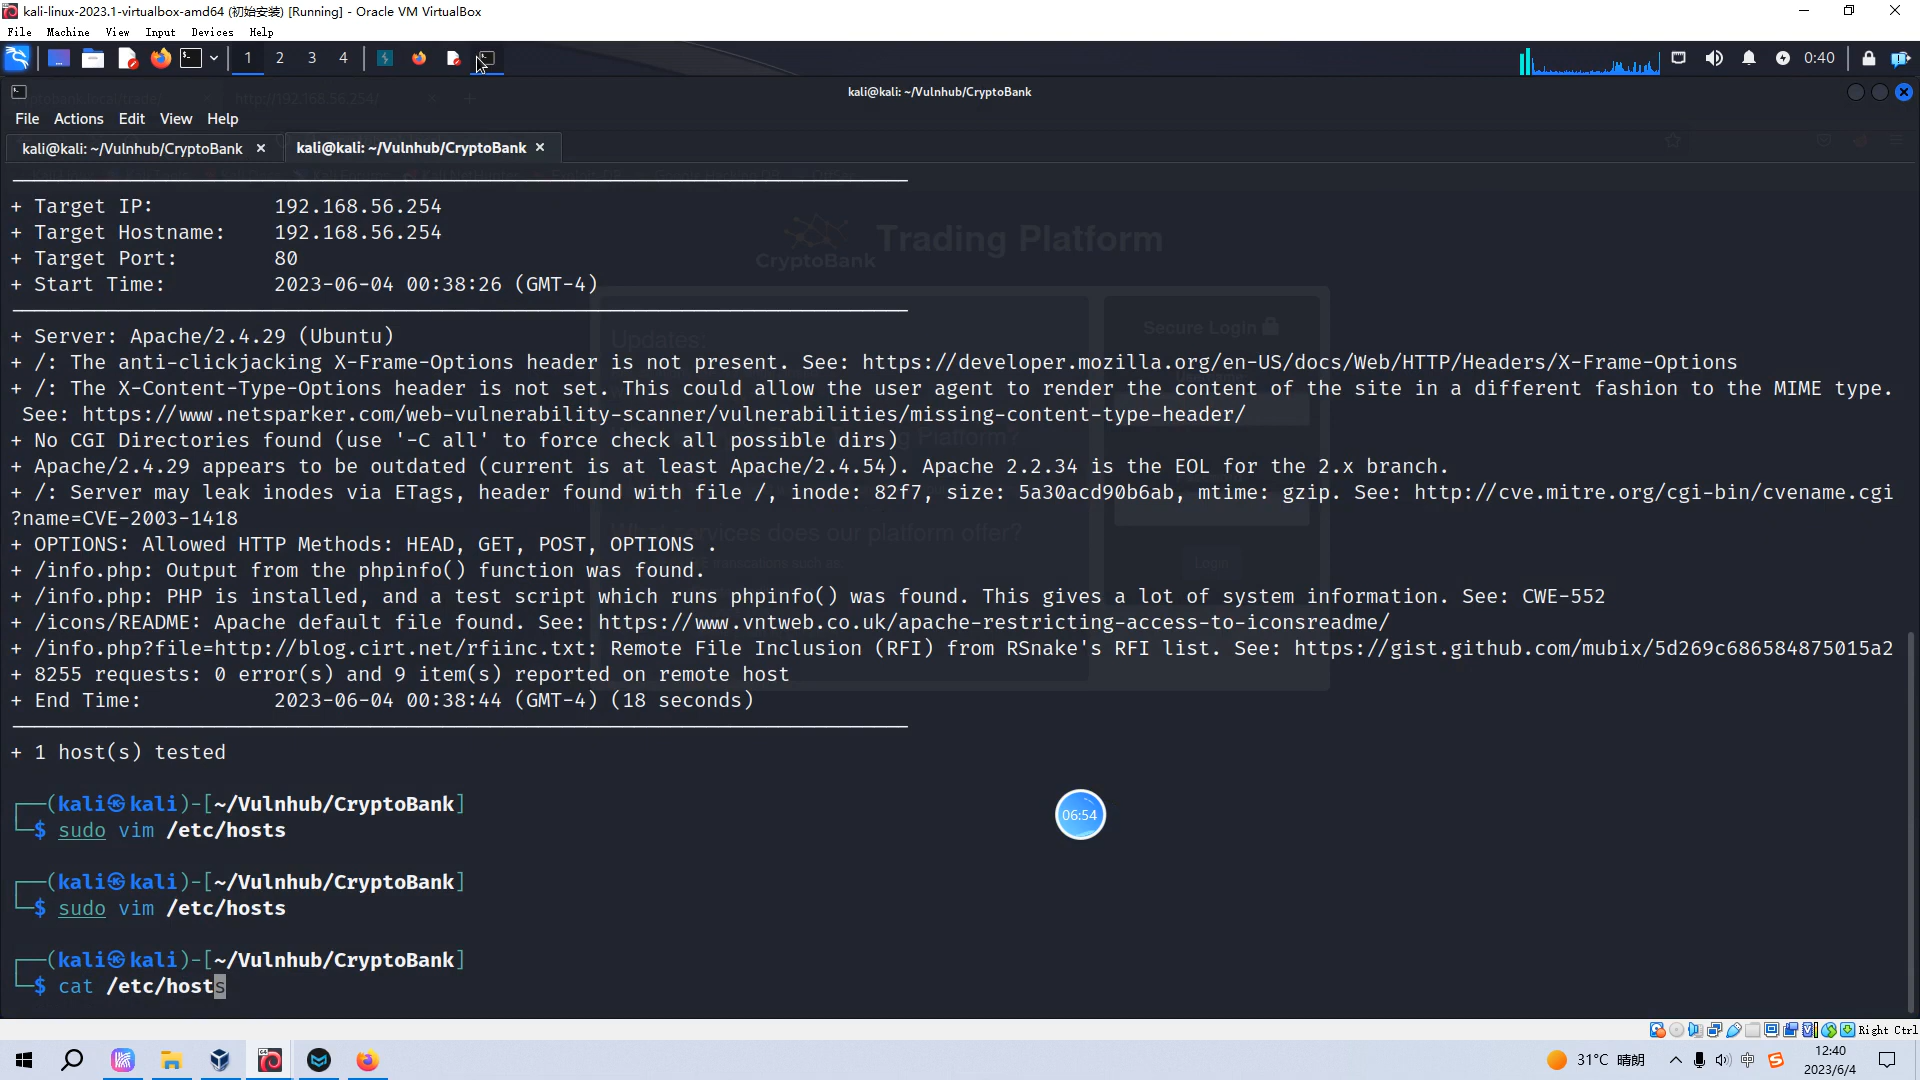 kali-linux-2023.1-virtualbox-amd64 (初始安装) [Running] - Oracle VM VirtualBox
File Machine View Input Devices Help
1 2 3 4 0:40
kali@kali: ~/Vulnhub/CryptoBank
File Actions Edit View Help
kali@kali: ~/Vulnhub/CryptoBank × kali@kali: ~/Vulnhub/CryptoBank ×
+ Target IP: 192.168.56.254
+ Target Hostname: 192.168.56.254
+ Target Port: 80
+ Start Time: 2023-06-04 00:38:26 (GMT-4)
+ Server: Apache/2.4.29 (Ubuntu)
+ /: The anti-clickjacking X-Frame-Options header is not present. See: https://developer.mozilla.org/en-US/docs/Web/HTTP/Headers/X-Frame-Options
+ /: The X-Content-Type-Options header is not set. This could allow the user agent to render the content of the site in a different fashion to the MIME type.
See: https://www.netsparker.com/web-vulnerability-scanner/vulnerabilities/missing-content-type-header/
+ No CGI Directories found (use '-C all' to force check all possible dirs)
+ Apache/2.4.29 appears to be outdated (current is at least Apache/2.4.54). Apache 2.2.34 is the EOL for the 2.x branch.
+ /: Server may leak inodes via ETags, header found with file /, inode: 82f7, size: 5a30acd90b6ab, mtime: gzip. See: http://cve.mitre.org/cgi-bin/cvename.cgi
?name=CVE-2003-1418
+ OPTIONS: Allowed HTTP Methods: HEAD, GET, POST, OPTIONS .
+ /info.php: Output from the phpinfo() function was found.
+ /info.php: PHP is installed, and a test script which runs phpinfo() was found. This gives a lot of system information. See: CWE-552
+ /icons/README: Apache default file found. See: https://www.vntweb.co.uk/apache-restricting-access-to-iconsreadme/
+ /info.php?file=http://blog.cirt.net/rfiinc.txt: Remote File Inclusion (RFI) from RSnake's RFI list. See: https://gist.github.com/mubix/5d269c686584875015a2
+ 8255 requests: 0 error(s) and 9 item(s) reported on remote host
+ End Time: 2023-06-04 00:38:44 (GMT-4) (18 seconds)
+ 1 host(s) tested
┌──(kali㉿kali)-[~/Vulnhub/CryptoBank]
└─$ sudo vim /etc/hosts
┌──(kali㉿kali)-[~/Vulnhub/CryptoBank]
└─$ sudo vim /etc/hosts
┌──(kali㉿kali)-[~/Vulnhub/CryptoBank]
└─$ cat /etc/hosts
Trading Platform
CryptoBank
Secure Login
Updates:
What services does our platform offer?
Login
06:54
Right Ctrl
31°C 晴朗
中
12:40
2023/6/4